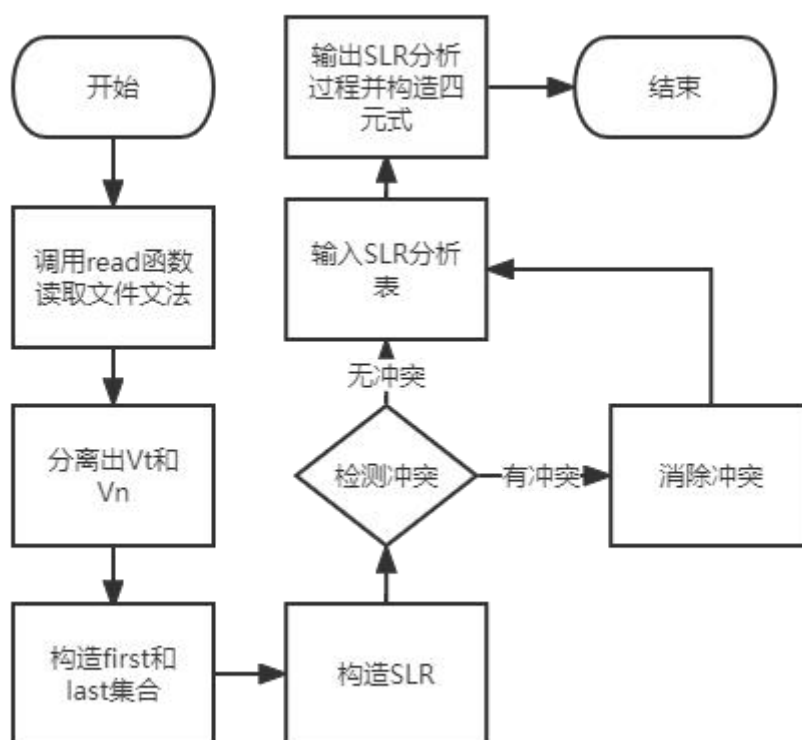 开始
调用read函数
读取文件文法
分离出Vt和
Vn
构造first和
last集合
构造SLR
检测冲突
无冲突
有冲突
消除冲突
输入SLR分析
表
输出SLR分析
过程并构造四
元式
结束